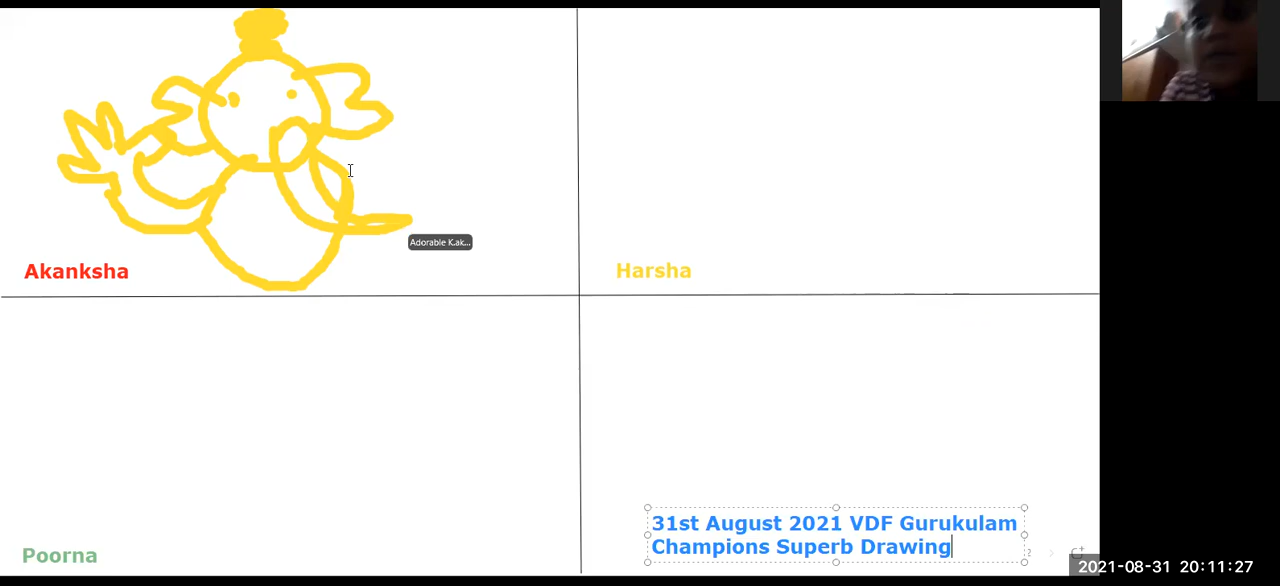 Adorable K.ak...
Akanksha
Harsha
Poorna
31st August 2021 VDF Gurukulam
Champions Superb Drawing
2021-08-31 20:11:27